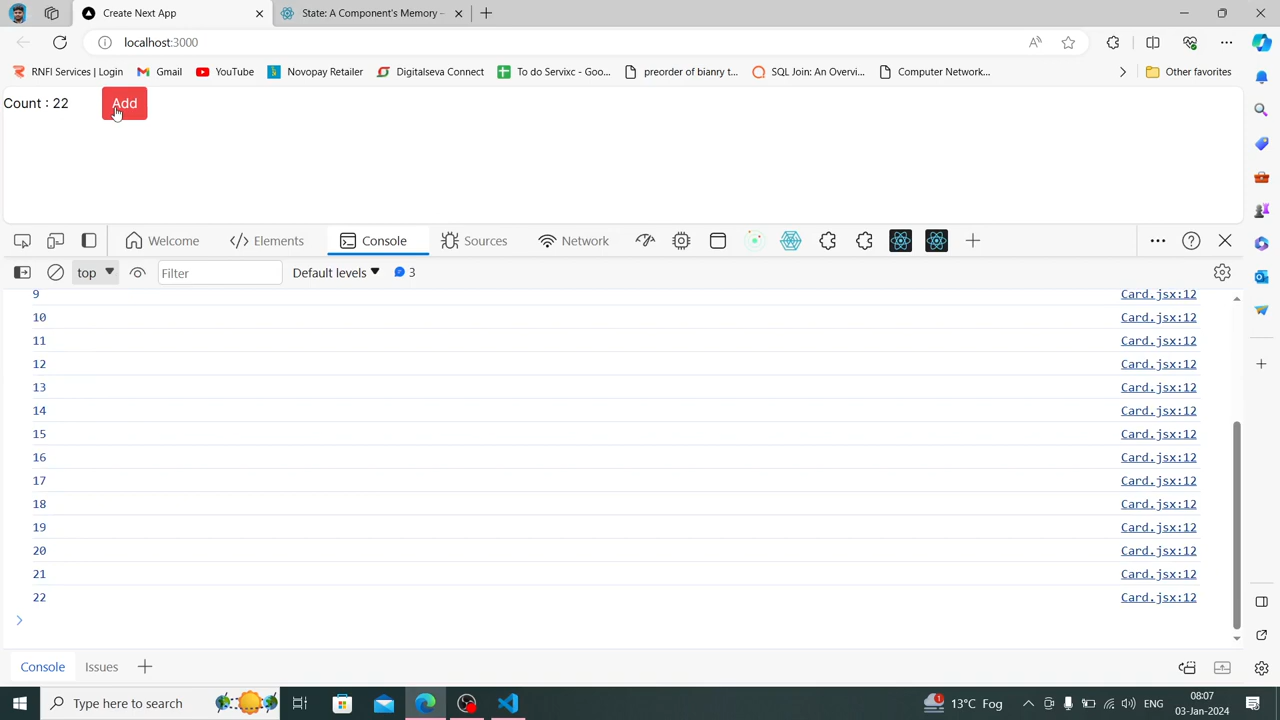 Create Next App
State: A Component's Memory –
localhost:3000
RNFI Services | Login
Gmail
YouTube
Novopay Retailer
Digitalseva Connect
To do Servixc - Goo...
preorder of bianry t...
SQL Join: An Overvi...
Computer Network...
Other favorites
Count : 22
Add
Welcome
Elements
Console
Sources
Network
top
Filter
Default levels
3
9 Card.jsx:12
10 Card.jsx:12
11 Card.jsx:12
12 Card.jsx:12
13 Card.jsx:12
14 Card.jsx:12
15 Card.jsx:12
16 Card.jsx:12
17 Card.jsx:12
18 Card.jsx:12
19 Card.jsx:12
20 Card.jsx:12
21 Card.jsx:12
22 Card.jsx:12
Console
Issues
Type here to search
1
13°C Fog
ENG
08:07
03-Jan-2024